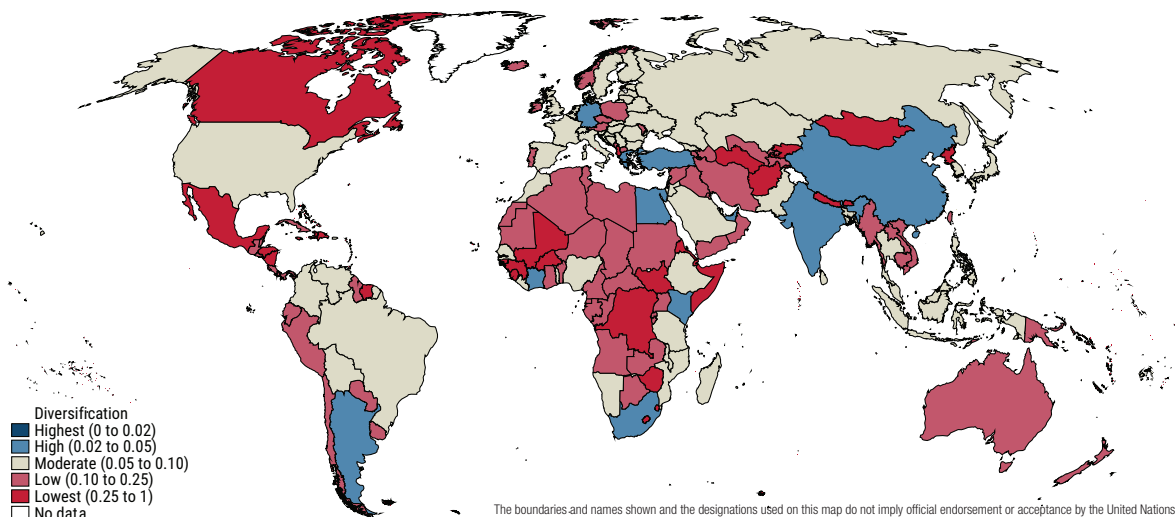 Diversification
Highest (0 to 0.02)
High (0.02 to 0.05)
Moderate (0.05 to 0.10)
Low (0.10 to 0.25)
Lowest (0.25 to 1)
No data
The boundaries and names shown and the designations used on this map do not imply official endorsement or acceptance by the United Nations